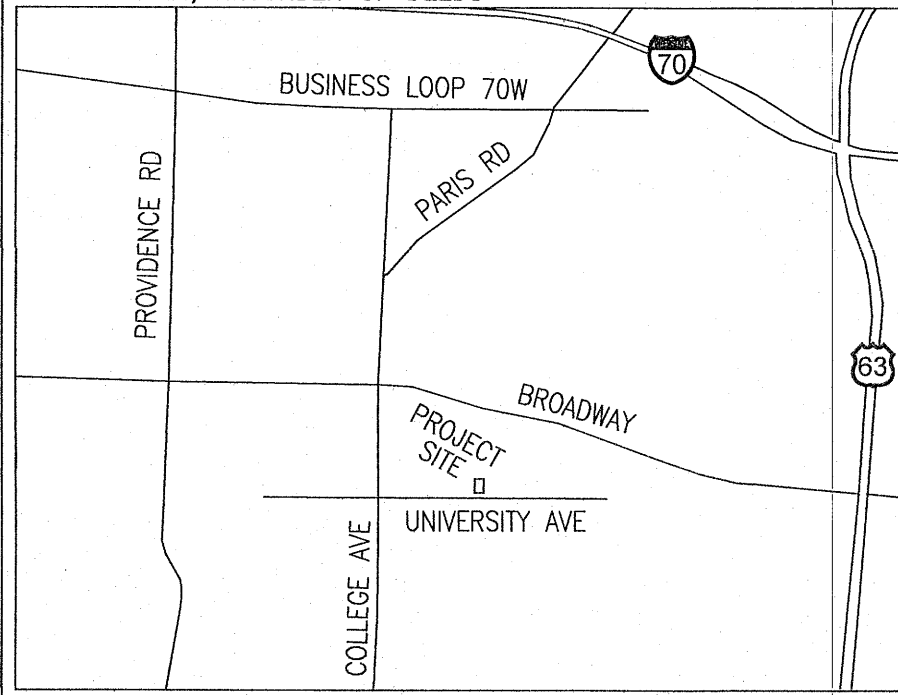 70
BUSINESS LOOP 70W
PARIS RD
PROVIDENCE RD
63
BROADWAY
PROJECT
SITE
UNIVERSITY AVE
COLLEGE AVE